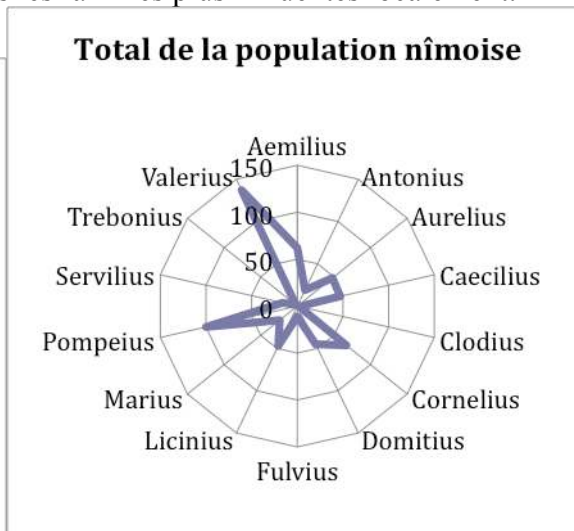 Total de la population nîmoise
Aemilius
150
Valerius
Antonius
100
Trebonius
Aurelius
50
Servilius
Caecilius
0
Pompeius
Clodius
Marius
Cornelius
Licinius
Domitius
Fulvius